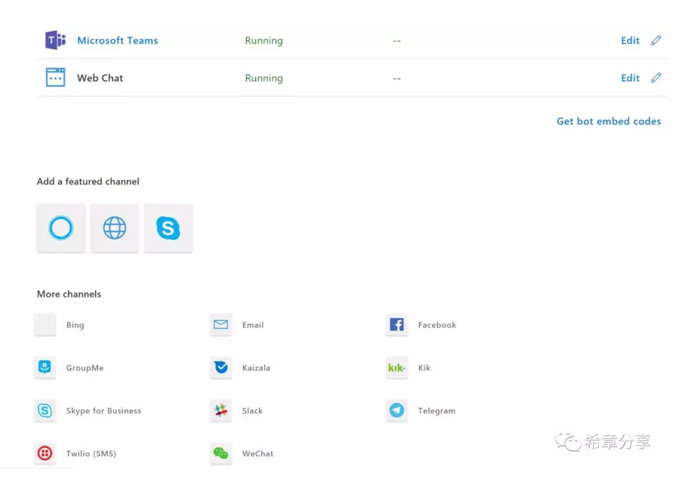 Microsoft Teams Running -- Edit
Web Chat Running -- Edit
Get bot embed codes
Add a featured channel
More channels
Bing Email Facebook
GroupMe Kaizala kik· Kik
Skype for Business Slack Telegram
Twilio (SMS) WeChat
希章分享